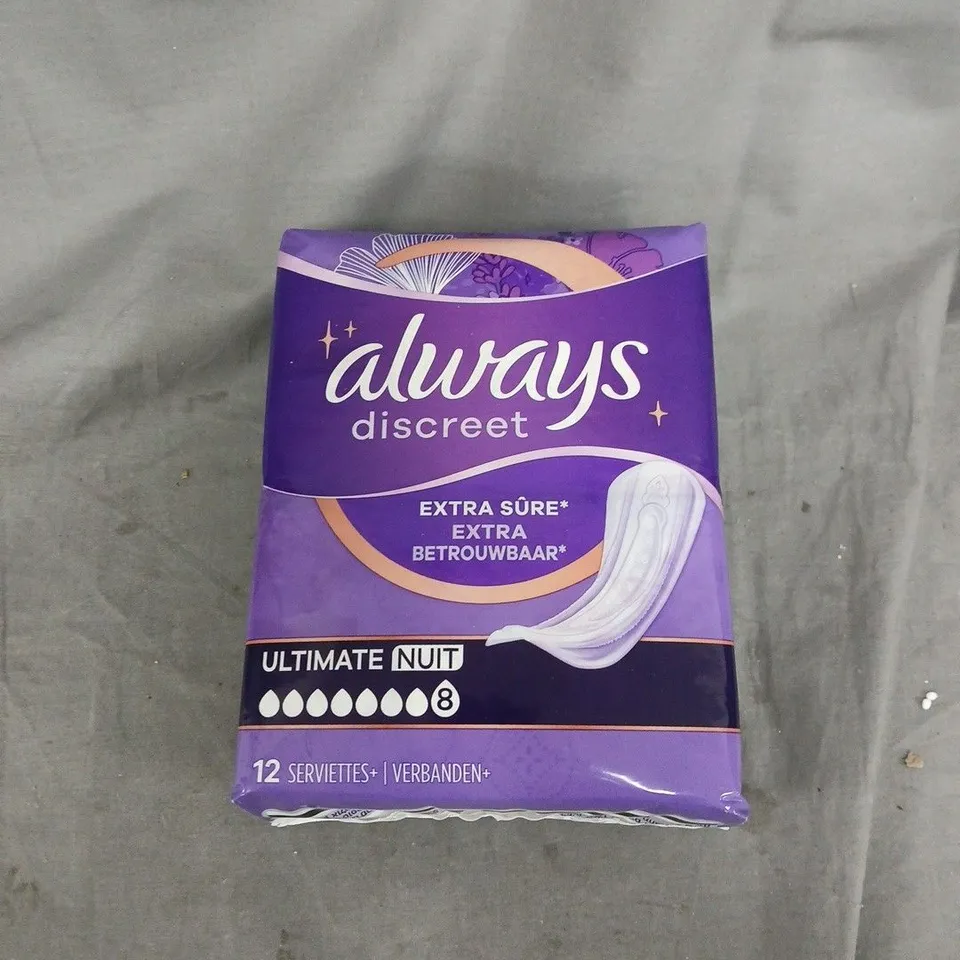 always
discreet
EXTRA SÛRE*
EXTRA
BETROUWBAAR*
ULTIMATE NUIT
8
12 SERVIETTES+ | VERBANDEN+